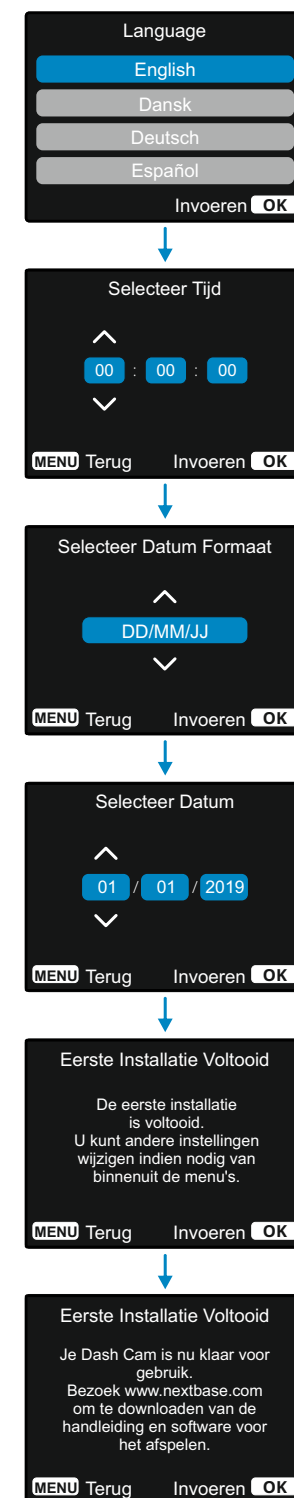 Language
English
Dansk
Deutsch
Español
Invoeren OK
Selecteer Tijd
00 : 00 : 00
MENU Terug Invoeren OK
Selecteer Datum Formaat
DD/MM/JJ
MENU Terug Invoeren OK
Selecteer Datum
01 / 01 / 2019
MENU Terug Invoeren OK
Eerste Installatie Voltooid
De eerste installatie
is voltooid.
U kunt andere instellingen
wijzigen indien nodig van
binnenuit de menu's.
MENU Terug Invoeren OK
Eerste Installatie Voltooid
Je Dash Cam is nu klaar voor
gebruik.
Bezoek www.nextbase.com
om te downloaden van de
handleiding en software voor
het afspelen.
MENU Terug Invoeren OK